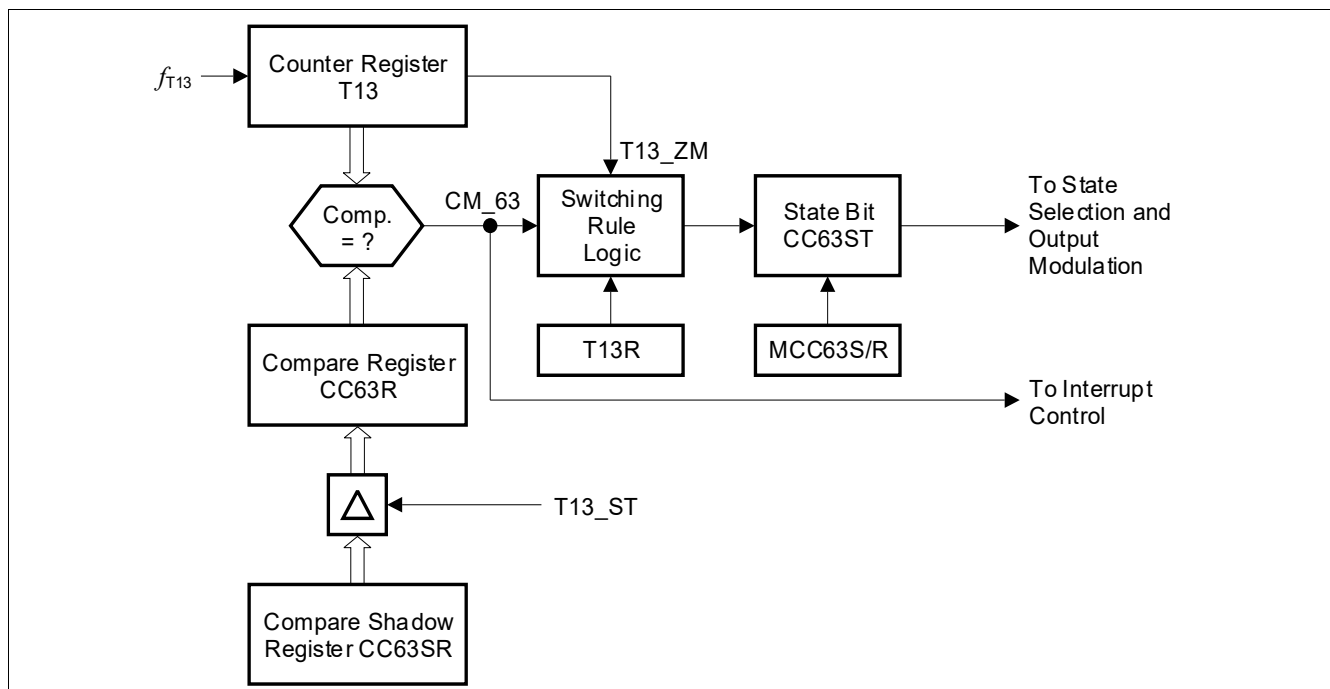 Counter Register
T13
fT13
T13_ZM
Comp.
= ?
CM_63
Switching
Rule
Logic
State Bit
CC63ST
To State
Selection and
Output
Modulation
T13R
MCC63S/R
Compare Register
CC63R
To Interrupt
Control
T13_ST
Compare Shadow
Register CC63SR